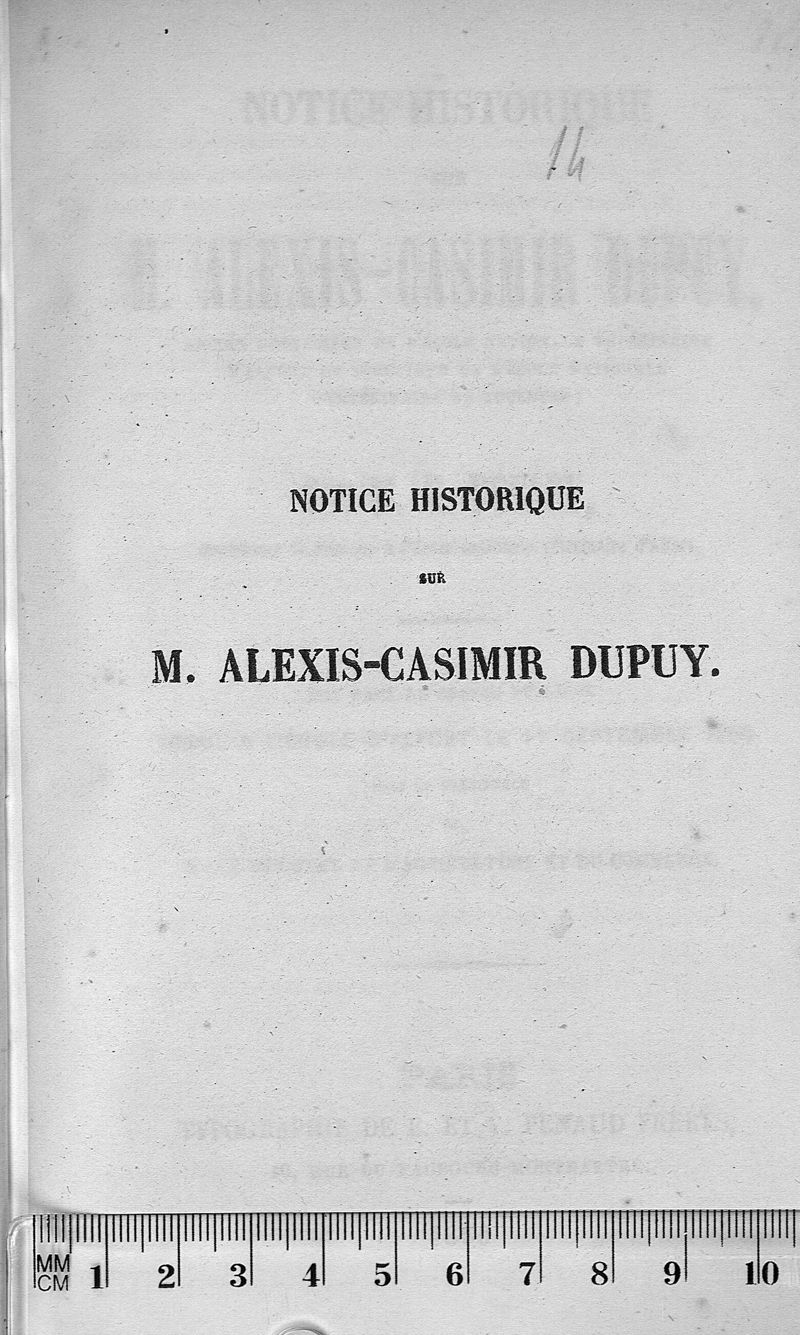 14
NOTICE HISTORIQUE
SUR
M. ALEXIS-CASIMIR DUPUY.
MM
CM 1 2 3 4 5 6 7 8 9 10